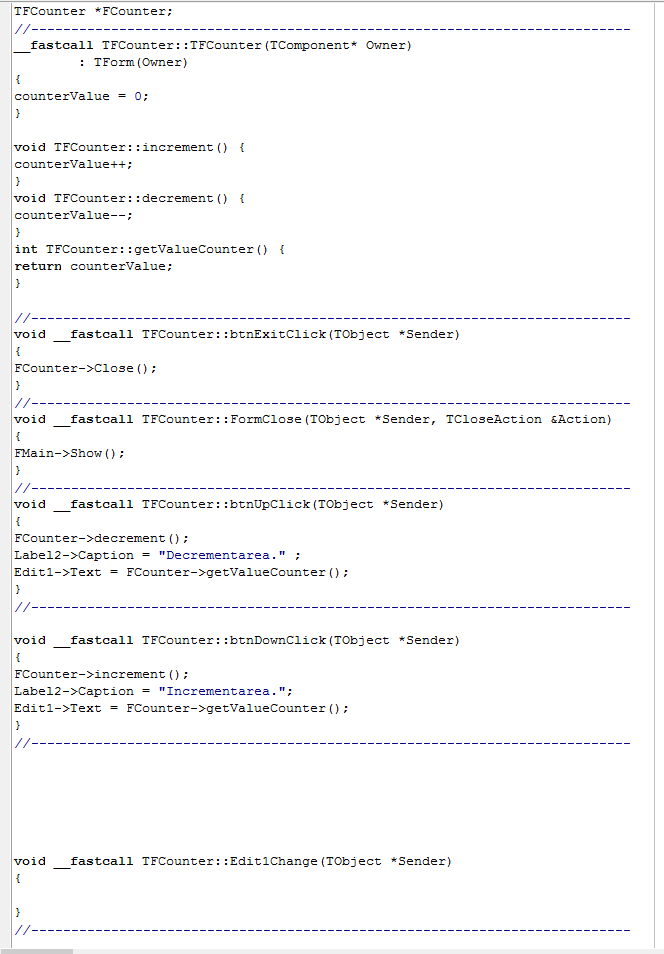 TFCounter *FCounter;
//---------------------------------------------------------------------------
__fastcall TFCounter::TFCounter(TComponent* Owner)
        : TForm(Owner)
{
counterValue = 0;
}
void TFCounter::increment() {
counterValue++;
}
void TFCounter::decrement() {
counterValue--;
}
int TFCounter::getValueCounter() {
return counterValue;
}
//---------------------------------------------------------------------------
void __fastcall TFCounter::btnExitClick(TObject *Sender)
{
FCounter->Close();
}
//---------------------------------------------------------------------------
void __fastcall TFCounter::FormClose(TObject *Sender, TCloseAction &Action)
{
FMain->Show();
}
//---------------------------------------------------------------------------
void __fastcall TFCounter::btnUpClick(TObject *Sender)
{
FCounter->decrement();
Label2->Caption = "Decrementarea." ;
Edit1->Text = FCounter->getValueCounter();
}
//---------------------------------------------------------------------------
void __fastcall TFCounter::btnDownClick(TObject *Sender)
{
FCounter->increment();
Label2->Caption = "Incrementarea.";
Edit1->Text = FCounter->getValueCounter();
}
//---------------------------------------------------------------------------
void __fastcall TFCounter::Edit1Change(TObject *Sender)
{
}
//---------------------------------------------------------------------------